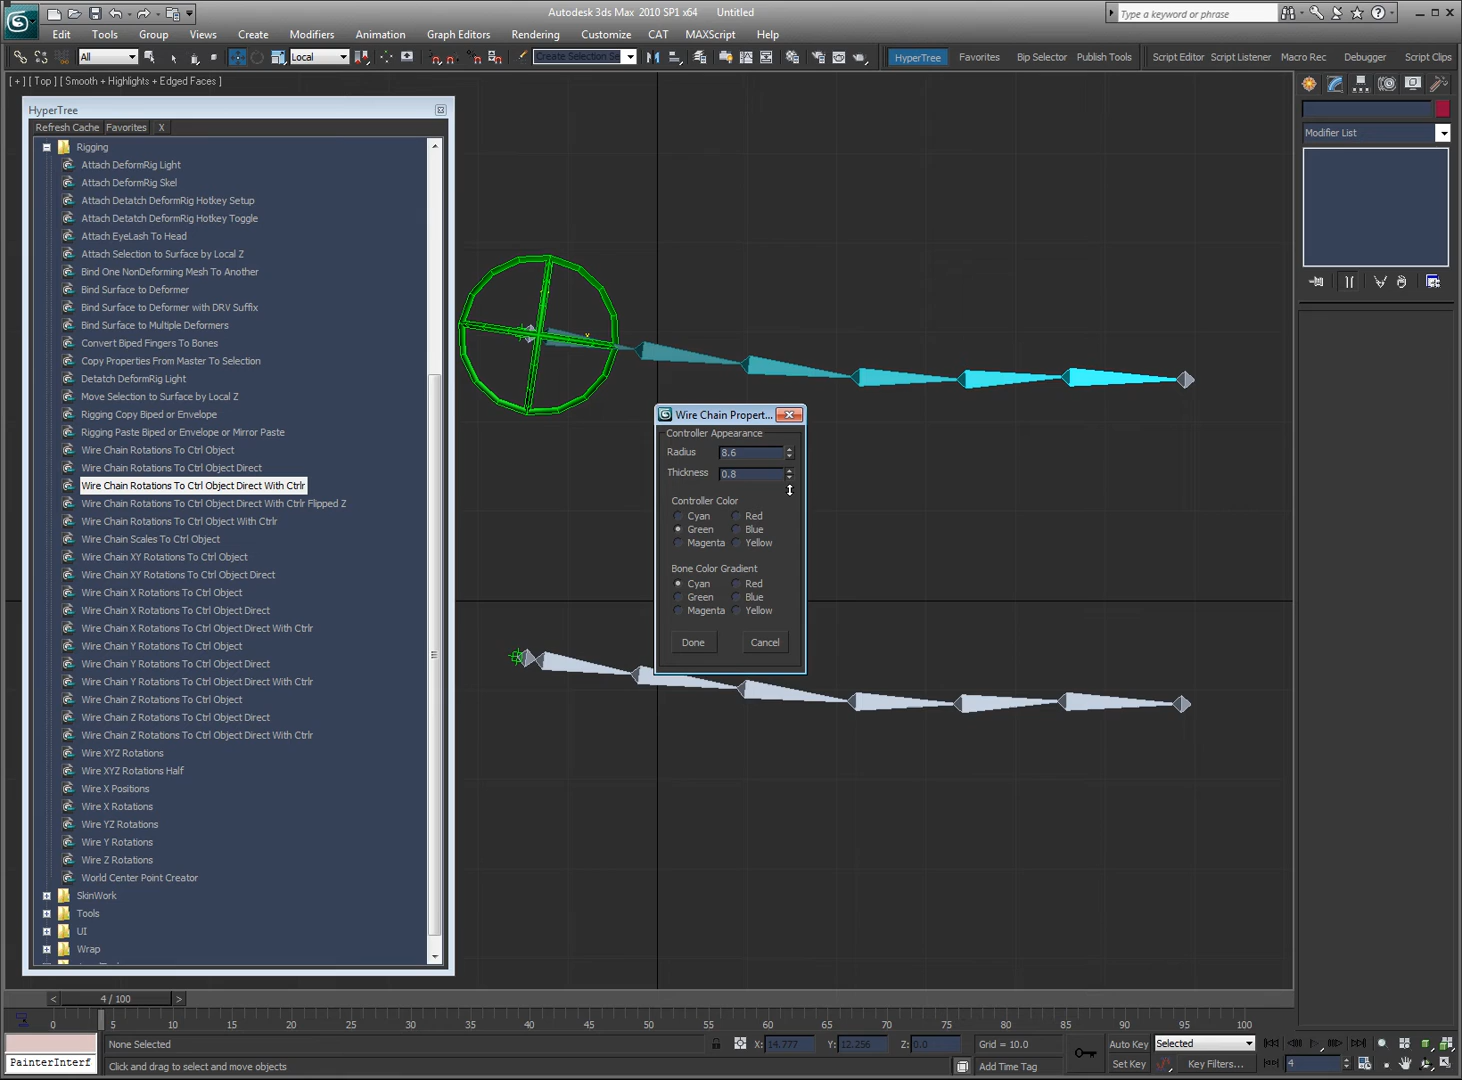 Autodesk 3ds Max 2010 SP1 x64 Untitled
Type a keyword or phrase
Edit Tools Group Views Create Modifiers Animation Graph Editors Rendering Customize CAT MAXScript Help
All Local Create Selection Se HyperTree Favorites Bip Selector Publish Tools Script Editor Script Listener Macro Rec Debugger Script Clips
[ + ] [ Top ] [ Smooth + Highlights + Edged Faces ]
HyperTree
Refresh Cache Favorites X
Rigging
Attach DeformRig Light
Attach DeformRig Skel
Attach Detatch DeformRig Hotkey Setup
Attach Detatch DeformRig Hotkey Toggle
Attach EyeLash To Head
Attach Selection to Surface by Local Z
Bind One NonDeforming Mesh To Another
Bind Surface to Deformer
Bind Surface to Deformer with DRV Suffix
Bind Surface to Multiple Deformers
Convert Biped Fingers To Bones
Copy Properties From Master To Selection
Detatch DeformRig Light
Move Selection to Surface by Local Z
Rigging Copy Biped or Envelope
Rigging Paste Biped or Envelope or Mirror Paste
Wire Chain Rotations To Ctrl Object
Wire Chain Rotations To Ctrl Object Direct
Wire Chain Rotations To Ctrl Object Direct With Ctrlr
Wire Chain Rotations To Ctrl Object Direct With Ctrlr Flipped Z
Wire Chain Rotations To Ctrl Object With Ctrlr
Wire Chain Scales To Ctrl Object
Wire Chain XY Rotations To Ctrl Object
Wire Chain XY Rotations To Ctrl Object Direct
Wire Chain X Rotations To Ctrl Object
Wire Chain X Rotations To Ctrl Object Direct
Wire Chain X Rotations To Ctrl Object Direct With Ctrlr
Wire Chain Y Rotations To Ctrl Object
Wire Chain Y Rotations To Ctrl Object Direct
Wire Chain Y Rotations To Ctrl Object Direct With Ctrlr
Wire Chain Z Rotations To Ctrl Object
Wire Chain Z Rotations To Ctrl Object Direct
Wire Chain Z Rotations To Ctrl Object Direct With Ctrlr
Wire XYZ Rotations
Wire XYZ Rotations Half
Wire X Positions
Wire X Rotations
Wire YZ Rotations
Wire Y Rotations
Wire Z Rotations
World Center Point Creator
SkinWork
Tools
UI
Wrap
Wire Chain Propert...
Controller Appearance
Radius 8.6
Thickness 0.8
Controller Color
Cyan Red
Green Blue
Magenta Yellow
Bone Color Gradient
Cyan Red
Green Blue
Magenta Yellow
Done Cancel
x
Modifier List
< 4 / 100 >
0 5 10 15 20 25 30 35 40 45 50 55 60 65 70 75 80 85 90 95 100
None Selected X: 14.777 Y: 12.256 Z: 0.0 Grid = 10.0 Auto Key Selected
PainterInterf Click and drag to select and move objects Add Time Tag Set Key Key Filters... 4